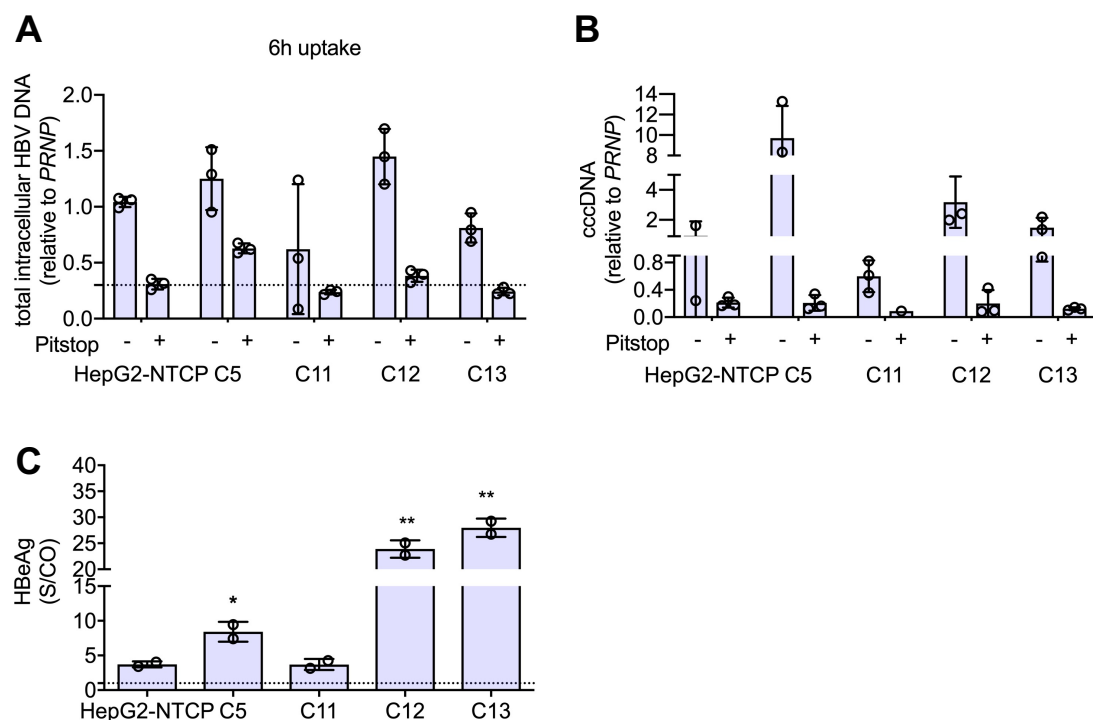 A
6h uptake
total intracellular HBV DNA
(relative to PRNP)
2.0
1.5
1.0
0.5
0.0
Pitstop - + - + - + - + - +
HepG2-NTCP C5 C11 C12 C13
B
cccDNA
(relative to PRNP)
14
12
10
8
4
2
0.8
0.4
0.0
Pitstop - + - + - + - + - +
HepG2-NTCP C5 C11 C12 C13
C
HBeAg
(S/CO)
40
35
30
25
20
15
10
5
0
*
**
**
HepG2-NTCP C5 C11 C12 C13